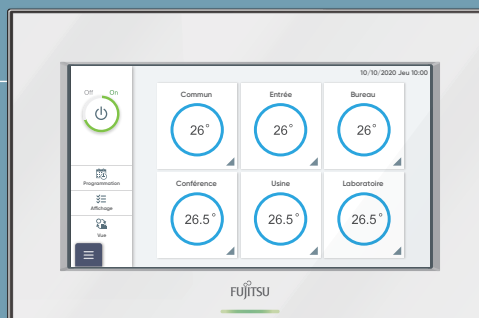 10/10/2020 Jeu 10:00
Off On
Commun
Entrée
Bureau
26°
26°
26°
Programmation
Conférence
Usine
Laboratoire
Affichage
26.5°
26.5°
26.5°
Vue
FUJITSU